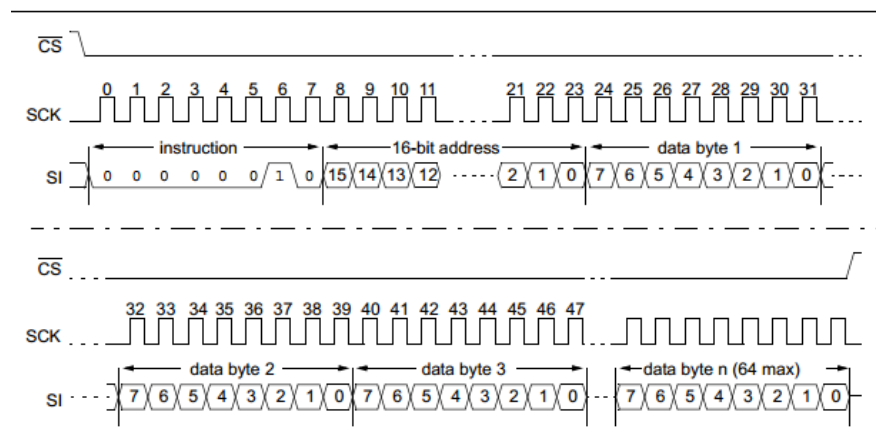 CS
0 1 2 3 4 5 6 7 8 9 10 11 21 22 23 24 25 26 27 28 29 30 31
SCK
instruction 16-bit address data byte 1
SI 0 0 0 0 0 0 1 0 15 14 13 12 2 1 0 7 6 5 4 3 2 1 0
CS
32 33 34 35 36 37 38 39 40 41 42 43 44 45 46 47
SCK
data byte 2 data byte 3 data byte n (64 max)
SI 7 6 5 4 3 2 1 0 7 6 5 4 3 2 1 0 7 6 5 4 3 2 1 0